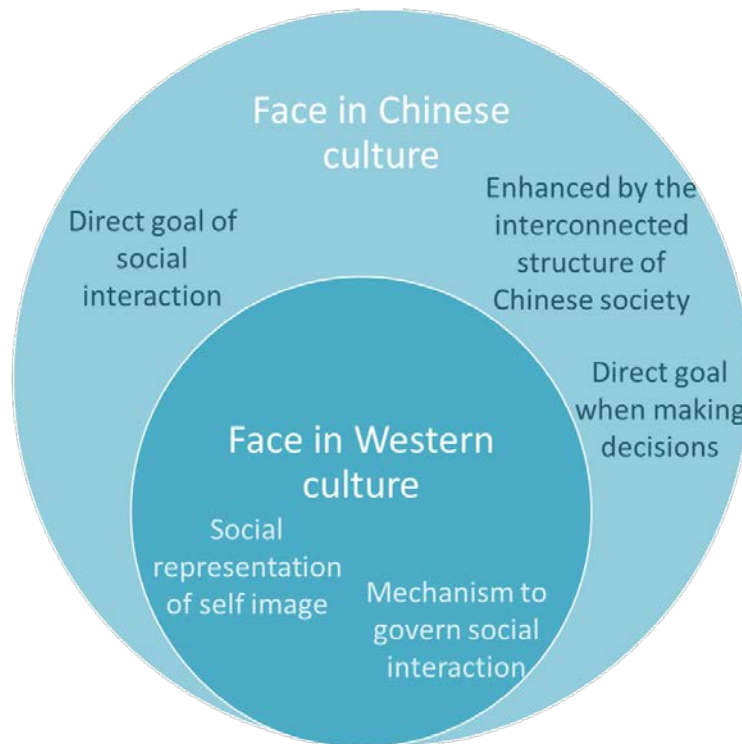 Face in Chinese
culture
Direct goal of
social
interaction
Enhanced by the
interconnected
structure of
Chinese society
Direct goal
when making
decisions
Face in Western
culture
Social
representation
of self image
Mechanism to
govern social
interaction